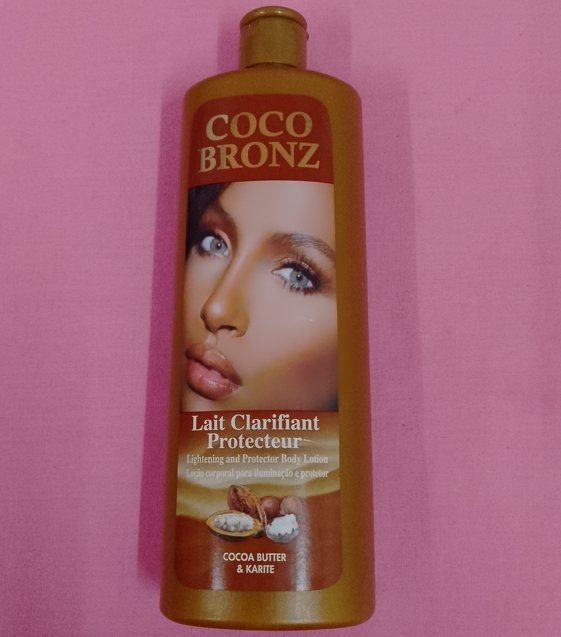 COCO
BRONZ
Lait Clarifiant
Protecteur
Lightening and Protector Body Lotion
Loção corporal para iluminação e protetor
COCOA BUTTER
& KARITE